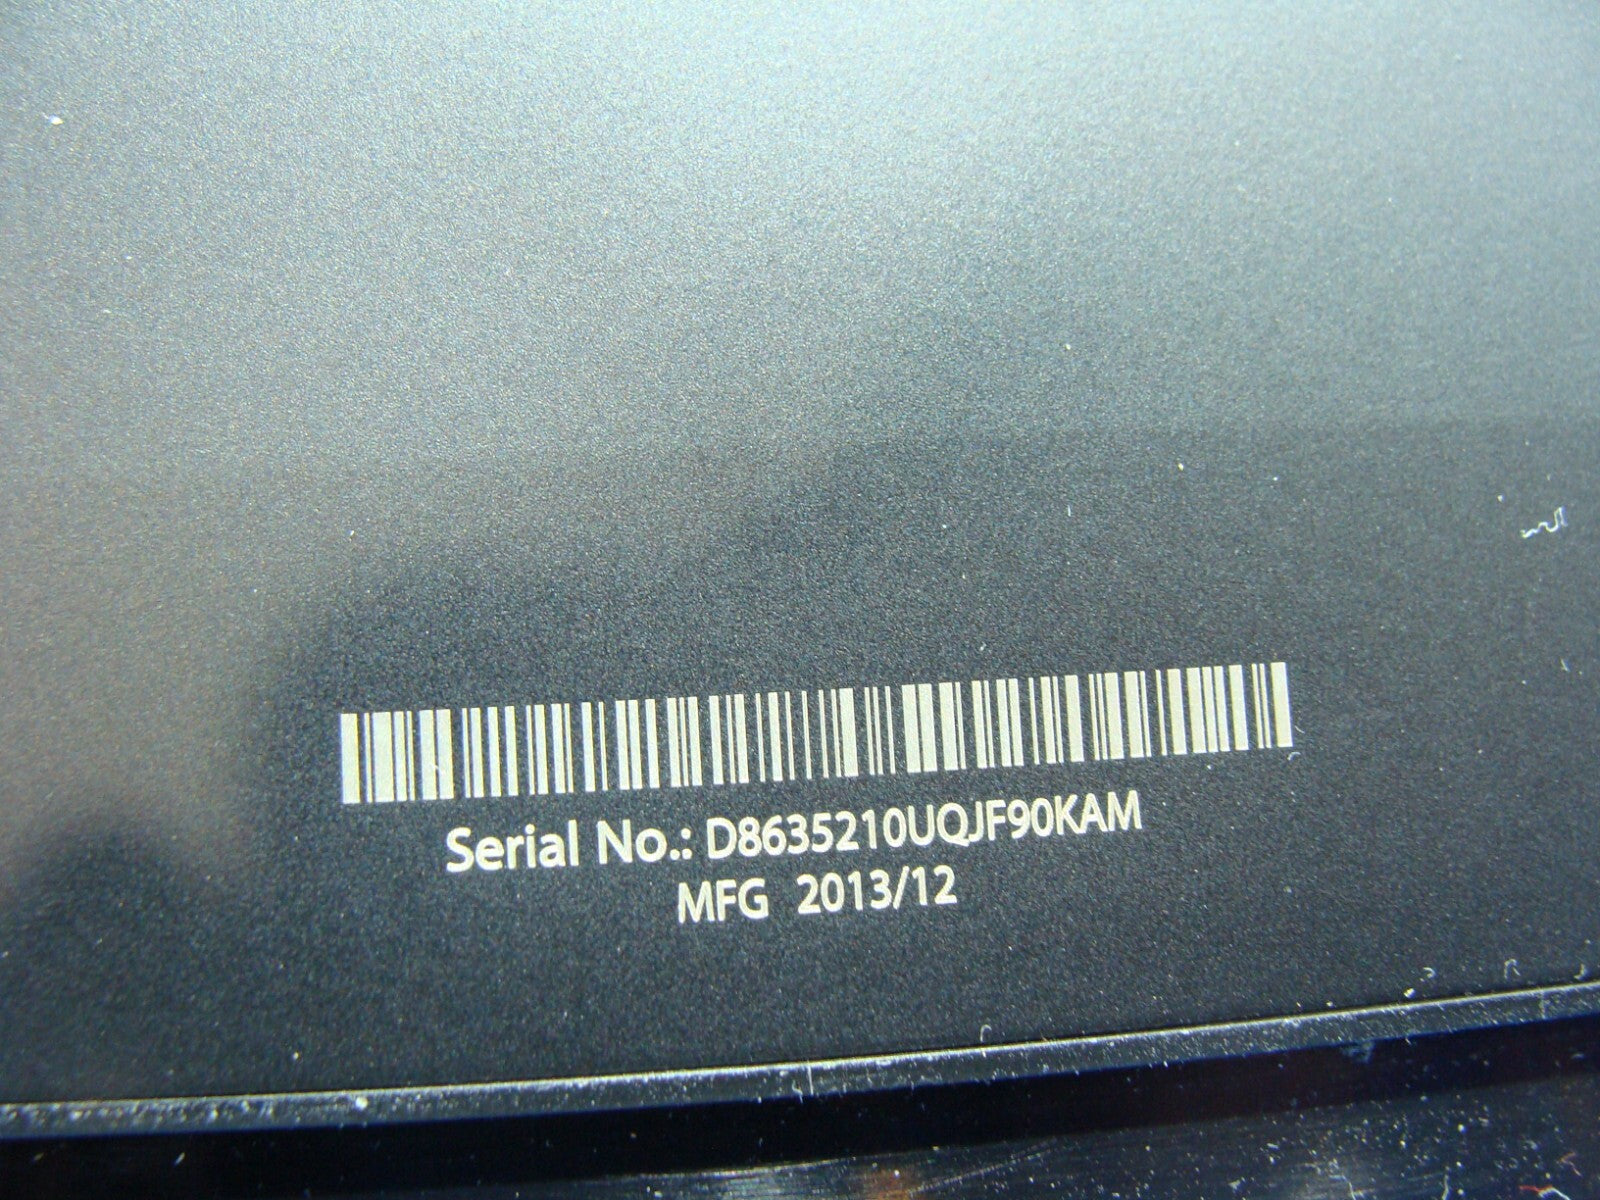 Serial No.: D8635210UQJF90KAM
MFG 2013/12